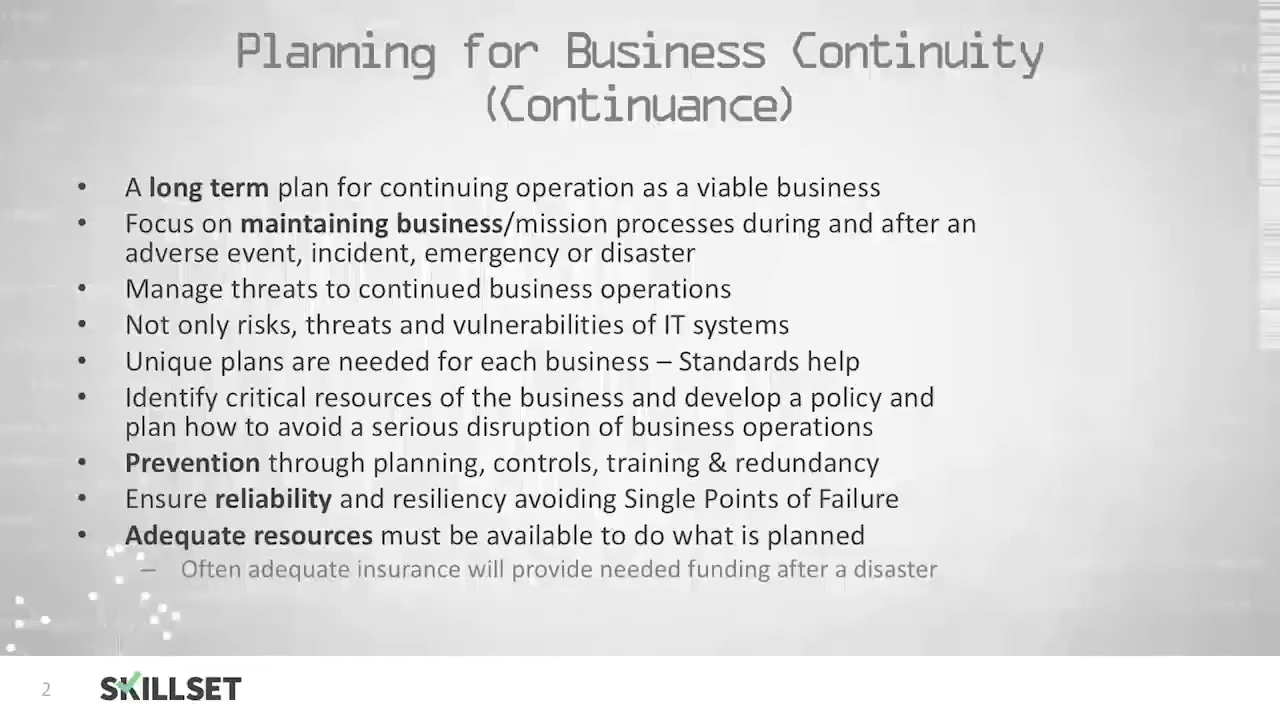 Planning for Business Continuity
(Continuance)
• A long term plan for continuing operation as a viable business
• Focus on maintaining business/mission processes during and after an
adverse event, incident, emergency or disaster
• Manage threats to continued business operations
• Not only risks, threats and vulnerabilities of IT systems
• Unique plans are needed for each business – Standards help
• Identify critical resources of the business and develop a policy and
plan how to avoid a serious disruption of business operations
• Prevention through planning, controls, training & redundancy
• Ensure reliability and resiliency avoiding Single Points of Failure
• Adequate resources must be available to do what is planned
– Often adequate insurance will provide needed funding after a disaster
2 SKILLSET